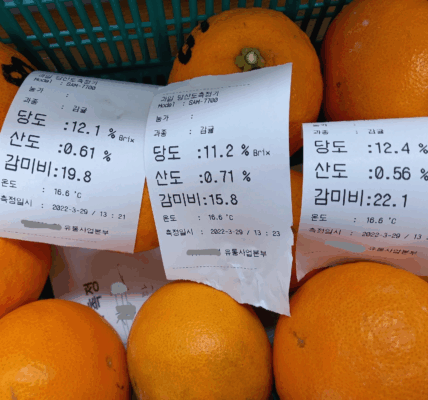 과일 당산도측정기
Model : GAM-7700
농가 :
과종 : 감귤
당도 :12.1 % Brix
산도 :0.61 %
감미비:19.8
온도 : 16.6 ℃
측정일시 : 2022-3-29 / 13 : 21
유통사업본부
과일 당산도측정기
Model : GAM-7700
농가 :
과종 : 감귤
당도 :11.2 % Brix
산도 :0.71 %
감미비:15.8
온도 : 16.6 ℃
측정일시 : 2022-3-29 / 13 : 23
유통사업본부
과종 : 감귤
당도 :12.4 % Brix
산도 :0.56 %
감미비:22.1
온도 : 16.6 ℃
측정일시 : 2022-3-29 / 13
유통사업본부
측정